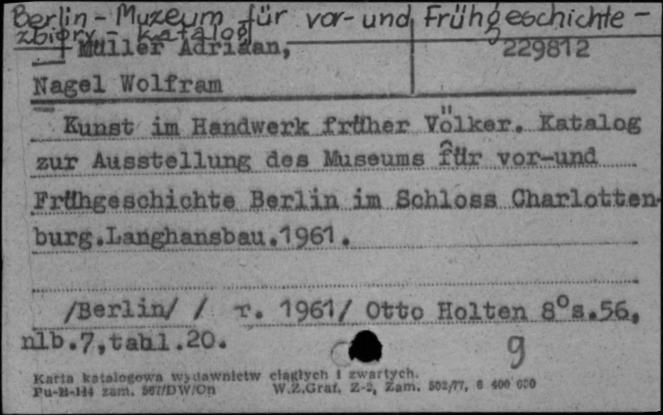 Berlin - Muzeum für vor- und Frühgeschichte -
zbiory - katalog
Müller Adriaan, 229812
Nagel Wolfram
Kunst im Handwerk früher Völker. Katalog
zur Ausstellung des Museums für vor-und
Frühgeschichte Berlin im Schloss Charlotten-
burg.Langhansbau.1961.
/Berlin/ / r. 1961/ Otto Holten 8° s.56,
nlb.7,tabl.20.
9
Karta katalogowa wydawnictw ciągłych i zwartych.
Pu-H-144 zam. 567/DW/On W.Z.Graf. Z-2, Zam. 502/77, 6 400 000